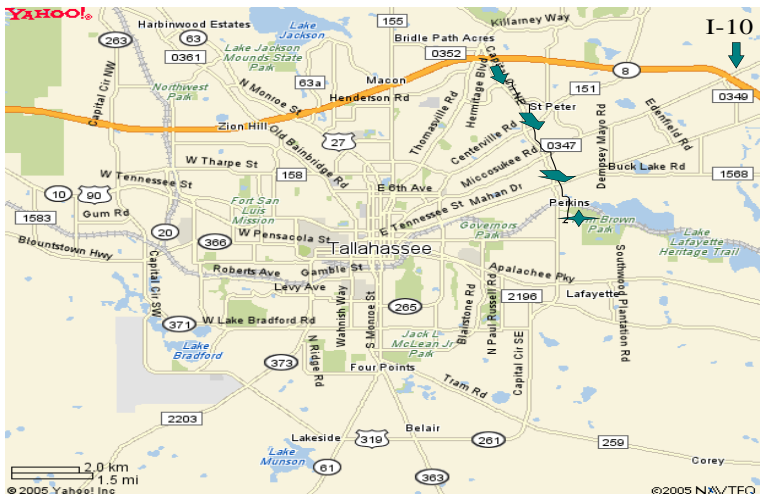 YAHOO!
Harbinwood Estates
155
Killarney Way
I-10
263
63
Lake
Jackson
Bridle Path Acres
0361
Lake Jackson
Mounds State
Park
0352
Capital Cir NE
8
Capital Cir NW
Northwest
Park
63a
Macon
Hermitage Blvd
151
0349
N Monroe St
Henderson Rd
Thomasville Rd
St Peter
Dempsey Mayo Rd
Edenfield Rd
Zion Hill
Old Bainbridge Rd
27
Centerville Rd
0347
W Tharpe St
Miccosukee Rd
Buck Lake Rd
W Tennessee St
158
E 6th Ave
Mahan Dr
1568
10
90
Fort San
Luis
Mission
E Tennessee St
Perkins
1583
Gum Rd
2
Brown
Park
20
366
W Pensacola St
Governors
Park
Blountstown Hwy
Tallahassee
Lake
Lafayette
Heritage Trail
Roberts Ave
Gamble St
Apalachee Pky
Southwood Plantation Rd
Capital Cir SW
Levy Ave
Wahnish Way
S Monroe St
265
Blairstone Rd
N Paul Russell Rd
2196
Lafayette
371
W Lake Bradford Rd
Lake
Bradford
N Ridge Rd
Jack L
McLean Jr
Park
Capital Cir SE
373
Four Points
Tram Rd
2203
Lakeside
319
Belair
261
259
Lake
Munson
61
363
Corey
2.0 km
1.5 mi
© 2005 Yahoo! Inc
©2005 NAVTEQ